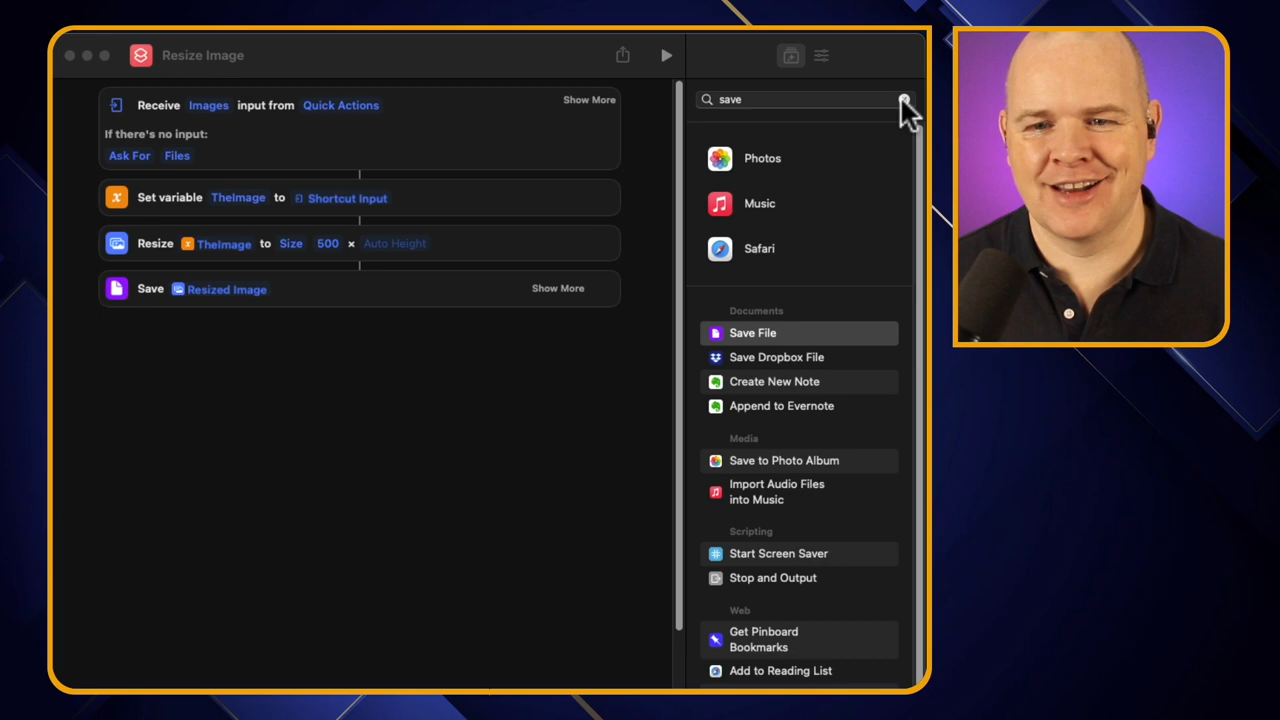 Resize Image
Receive Images input from Quick Actions
Show More
If there's no input:
Ask For Files
Set variable TheImage to Shortcut Input
Resize TheImage to Size 500 × Auto Height
Save Resized Image
Show More
save
Photos
Music
Safari
Documents
Save File
Save Dropbox File
Create New Note
Append to Evernote
Media
Save to Photo Album
Import Audio Files
into Music
Scripting
Start Screen Saver
Stop and Output
Web
Get Pinboard
Bookmarks
Add to Reading List